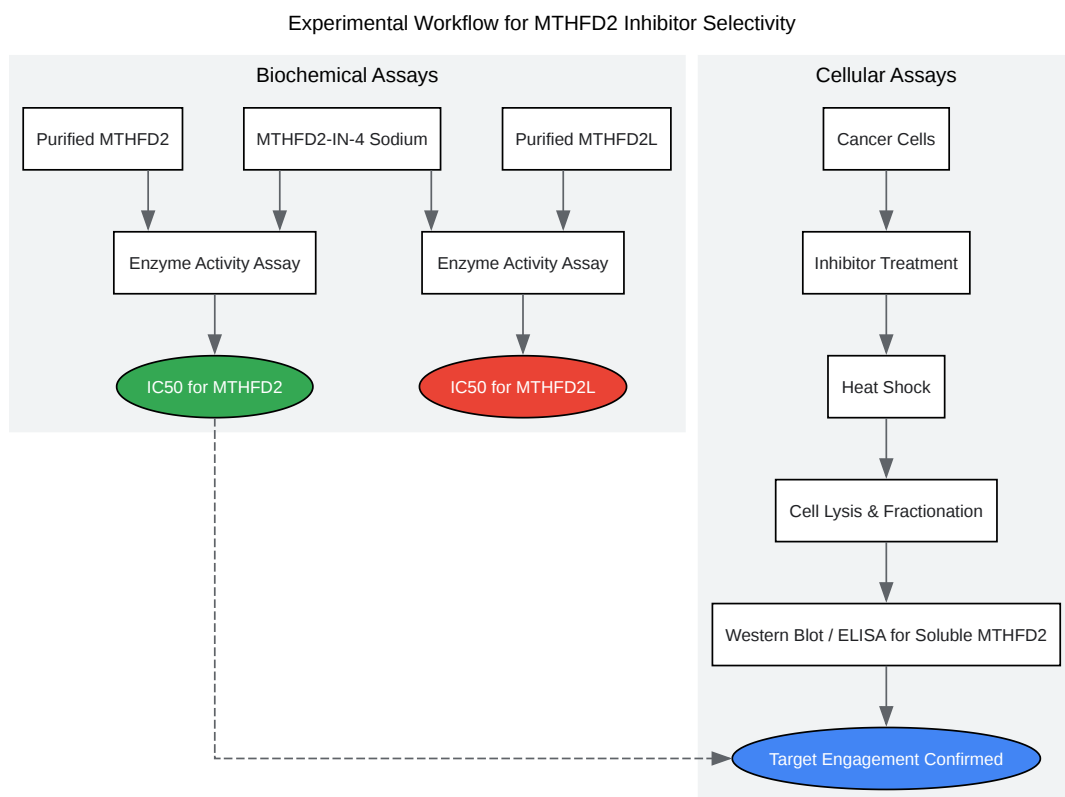 Experimental Workflow for MTHFD2 Inhibitor Selectivity
Biochemical Assays
Purified MTHFD2
MTHFD2-IN-4 Sodium
Purified MTHFD2L
Enzyme Activity Assay
Enzyme Activity Assay
IC50 for MTHFD2
IC50 for MTHFD2L
Cellular Assays
Cancer Cells
Inhibitor Treatment
Heat Shock
Cell Lysis & Fractionation
Western Blot / ELISA for Soluble MTHFD2
Target Engagement Confirmed